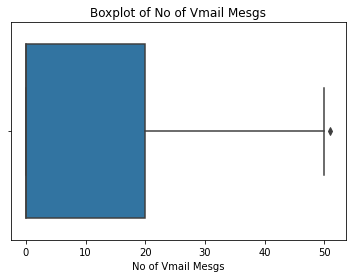 Boxplot of No of Vmail Mesgs
0 10 20 30 40 50
No of Vmail Mesgs